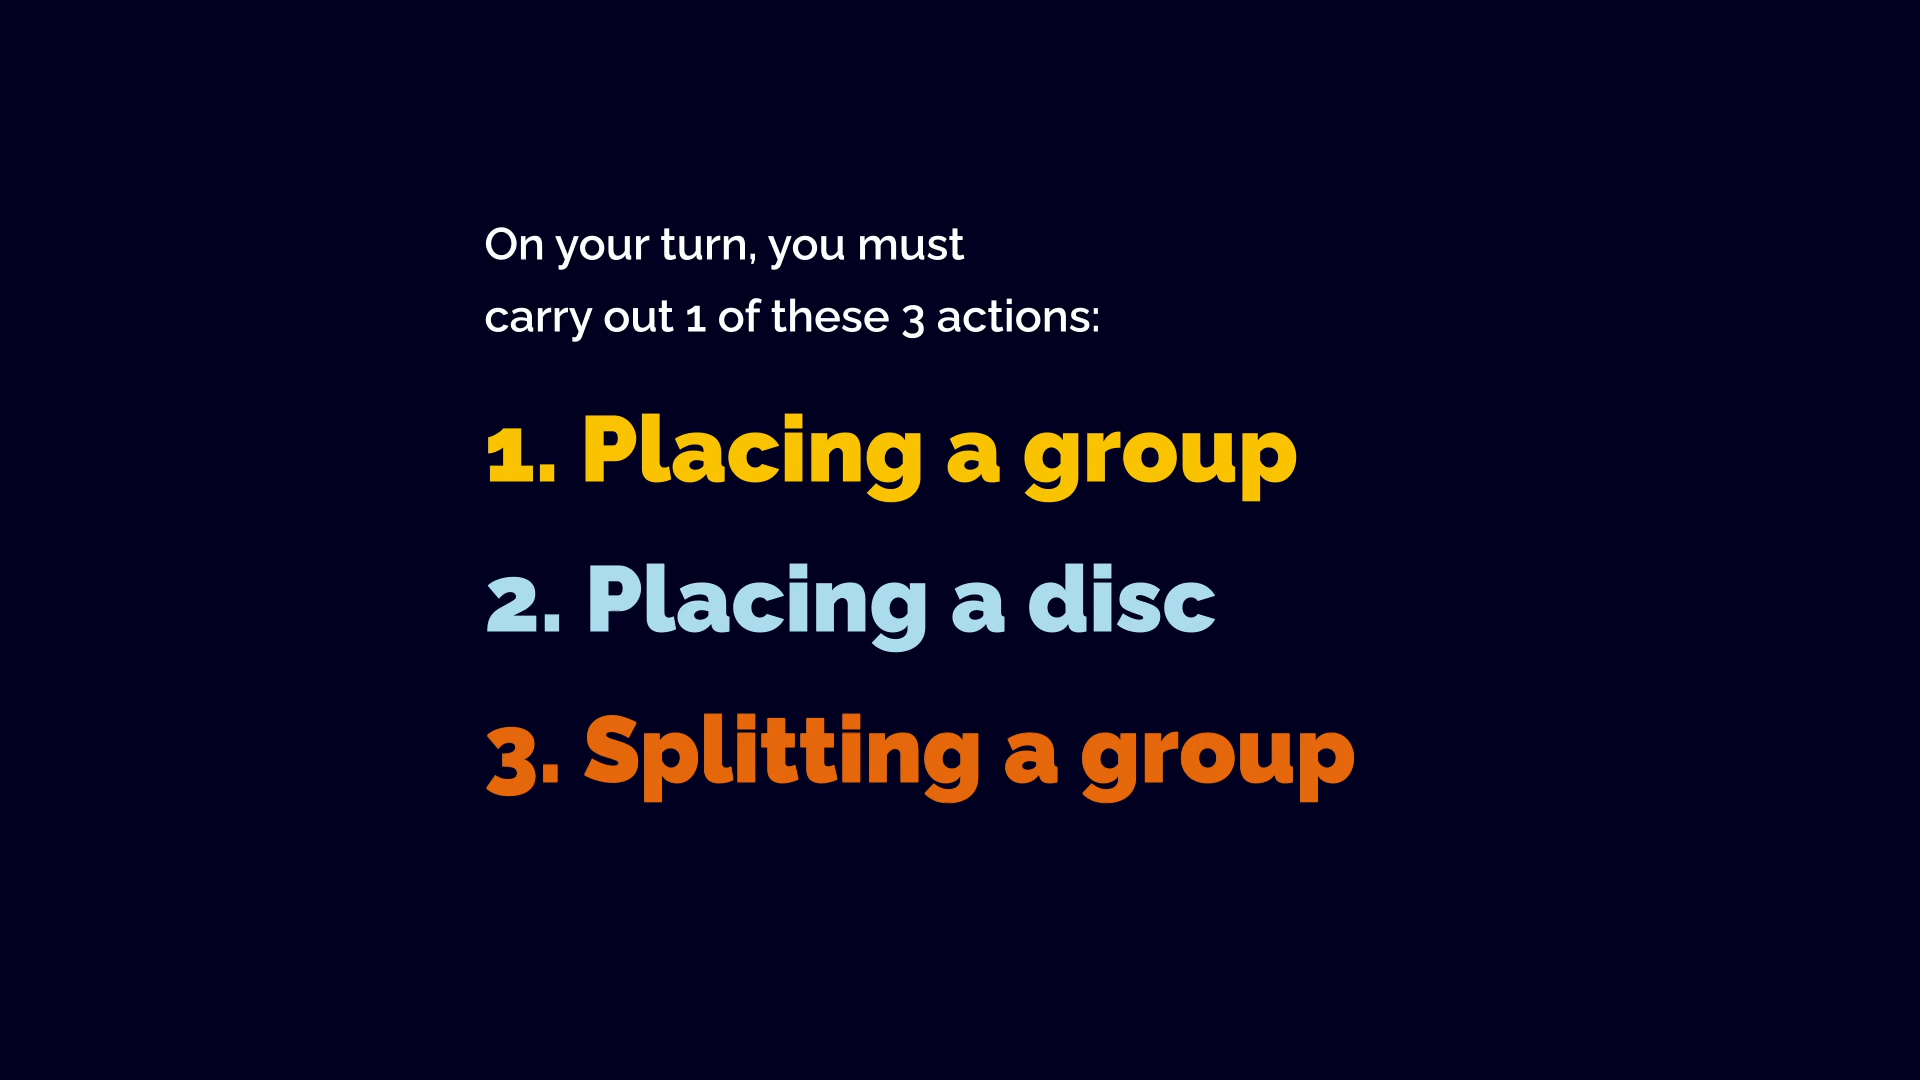 On your turn, you must
carry out 1 of these 3 actions:
1. Placing a group
2. Placing a disc
3. Splitting a group